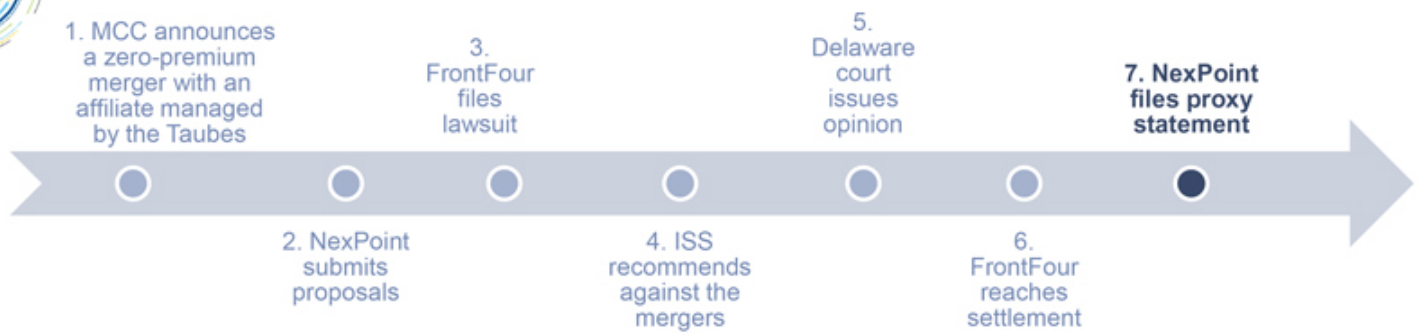 1. MCC announces
a zero-premium
merger with an
affiliate managed
by the Taubes
2. NexPoint
submits
proposals
3.
FrontFour
files
lawsuit
4. ISS
recommends
against the
mergers
5.
Delaware
court
issues
opinion
6.
FrontFour
reaches
settlement
7. NexPoint
files proxy
statement